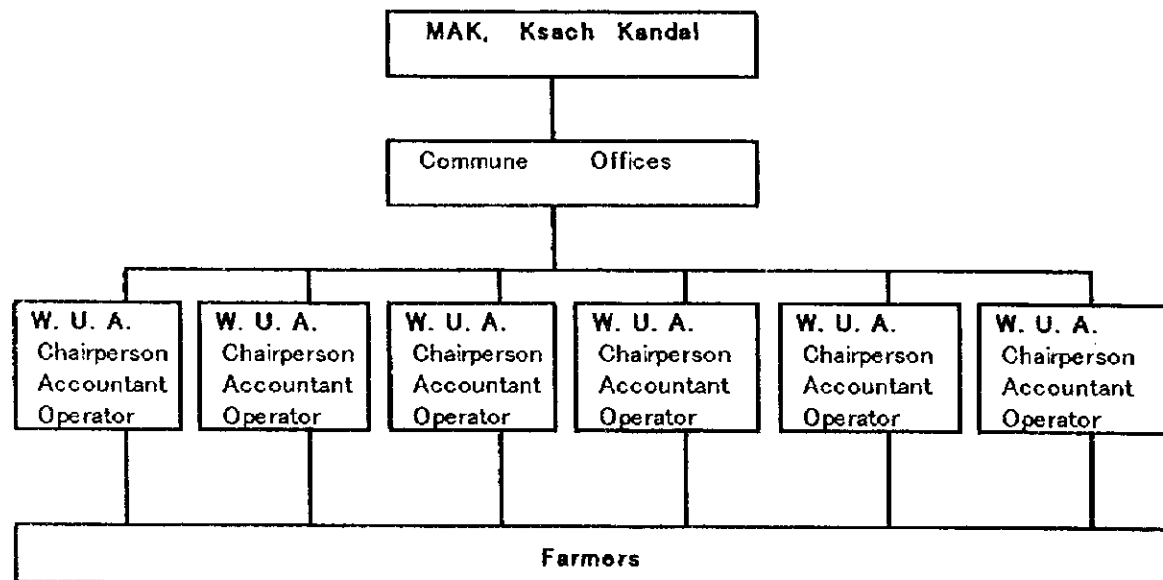 MAK, Ksach Kandal
Commune Offices
W. U. A.
Chairperson
Accountant
Operator
W. U. A.
Chairperson
Accountant
Operator
W. U. A.
Chairperson
Accountant
Operator
W. U. A.
Chairperson
Accountant
Operator
W. U. A.
Chairperson
Accountant
Operator
W. U. A.
Chairperson
Accountant
Operator
Farmers